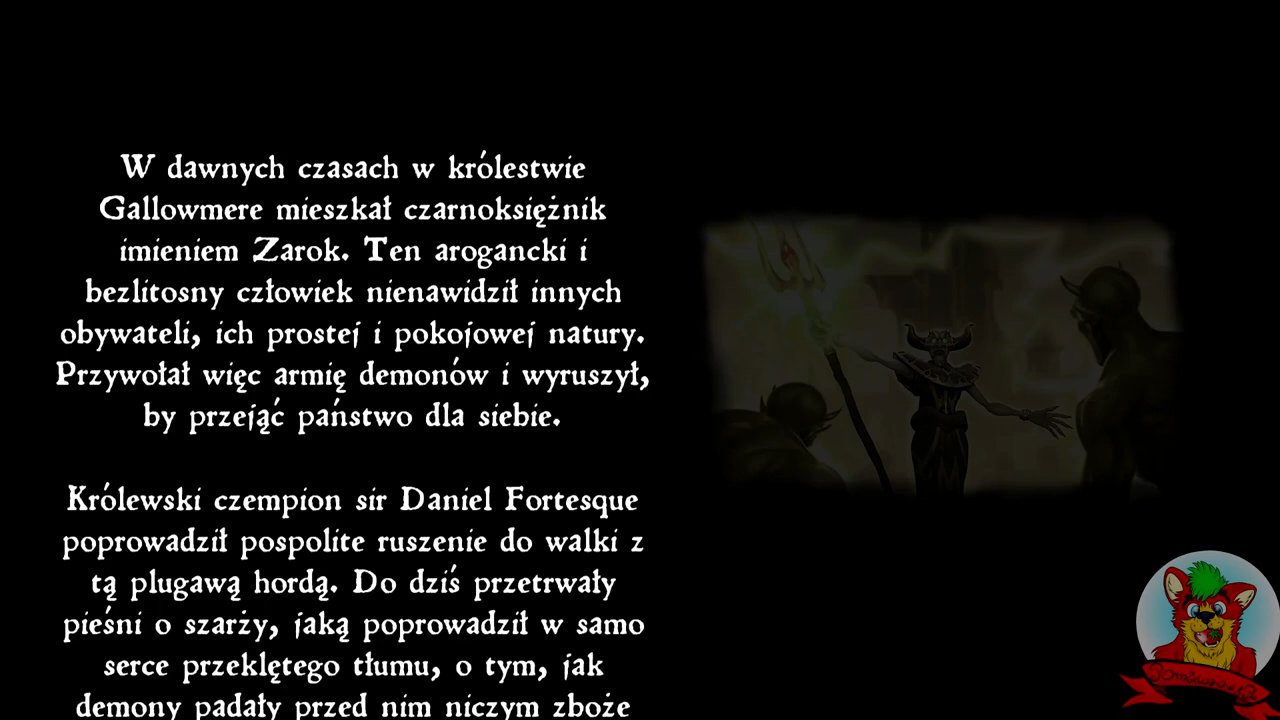 W dawnych czasach w królestwie
Gallowmere mieszkał czarnoksiężnik
imieniem Zarok. Ten arogancki i
bezlitosny człowiek nienawidził innych
obywateli, ich prostej i pokojowej natury.
Przywołał więc armię demonów i wyruszył,
by przejąć państwo dla siebie.
Królewski czempion sir Daniel Fortesque
poprowadził pospolite ruszenie do walki z
tą plugawą hordą. Do dziś przetrwały
pieśni o szarży, jaką poprowadził w samo
serce przeklętego tłumu, o tym, jak
demony padały przed nim niczym zboże